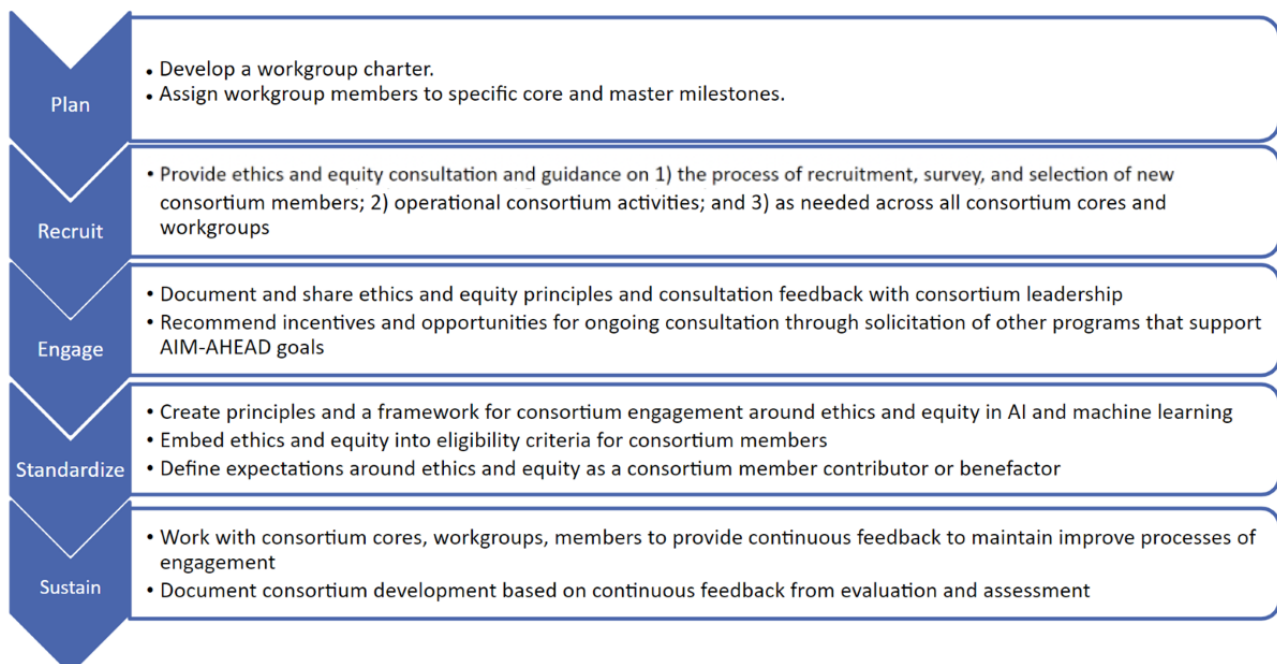 Plan
• Develop a workgroup charter.
• Assign workgroup members to specific core and master milestones.
Recruit
• Provide ethics and equity consultation and guidance on 1) the process of recruitment, survey, and selection of new
consortium members; 2) operational consortium activities; and 3) as needed across all consortium cores and
workgroups
Engage
• Document and share ethics and equity principles and consultation feedback with consortium leadership
• Recommend incentives and opportunities for ongoing consultation through solicitation of other programs that support
AIM-AHEAD goals
Standardize
• Create principles and a framework for consortium engagement around ethics and equity in AI and machine learning
• Embed ethics and equity into eligibility criteria for consortium members
• Define expectations around ethics and equity as a consortium member contributor or benefactor
Sustain
• Work with consortium cores, workgroups, members to provide continuous feedback to maintain improve processes of
engagement
• Document consortium development based on continuous feedback from evaluation and assessment